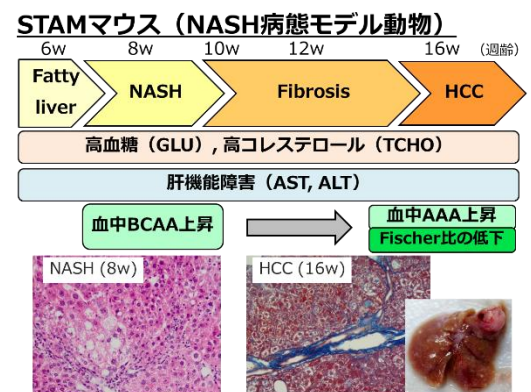 STAMマウス（NASH病態モデル動物）
6w 8w 10w 12w 16w （週齢）
Fatty
liver
NASH
Fibrosis
HCC
高血糖（GLU）, 高コレステロール（TCHO）
肝機能障害（AST, ALT）
血中BCAA上昇
血中AAA上昇
Fischer比の低下
NASH (8w)
HCC (16w)